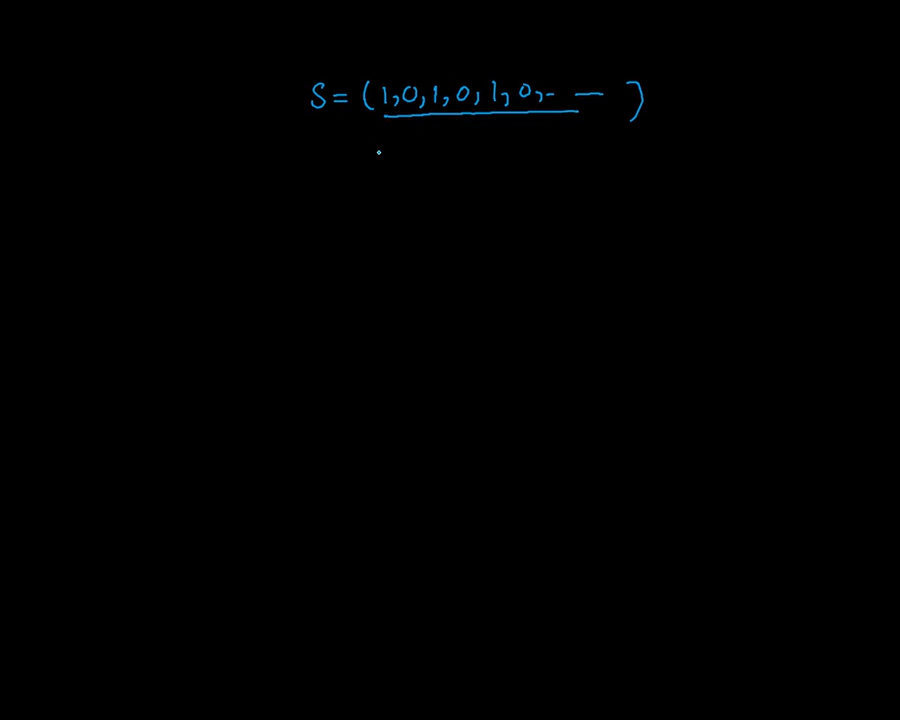 S = (1,0,1,0,1,0,- — )